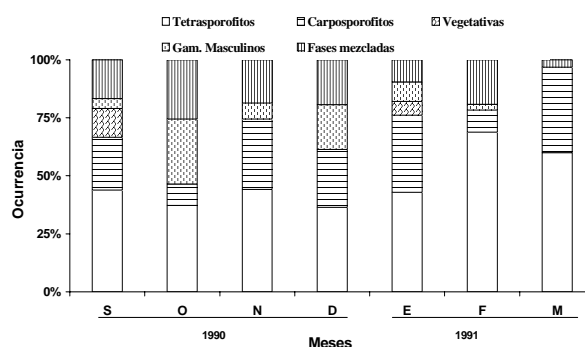 Tetrasporofitos Carposporofitos Vegetativas
Gam. Masculinos Fases mezcladas
100%
75%
50%
25%
0%
Ocurrencia
S O N D E F M
1990 1991
Meses